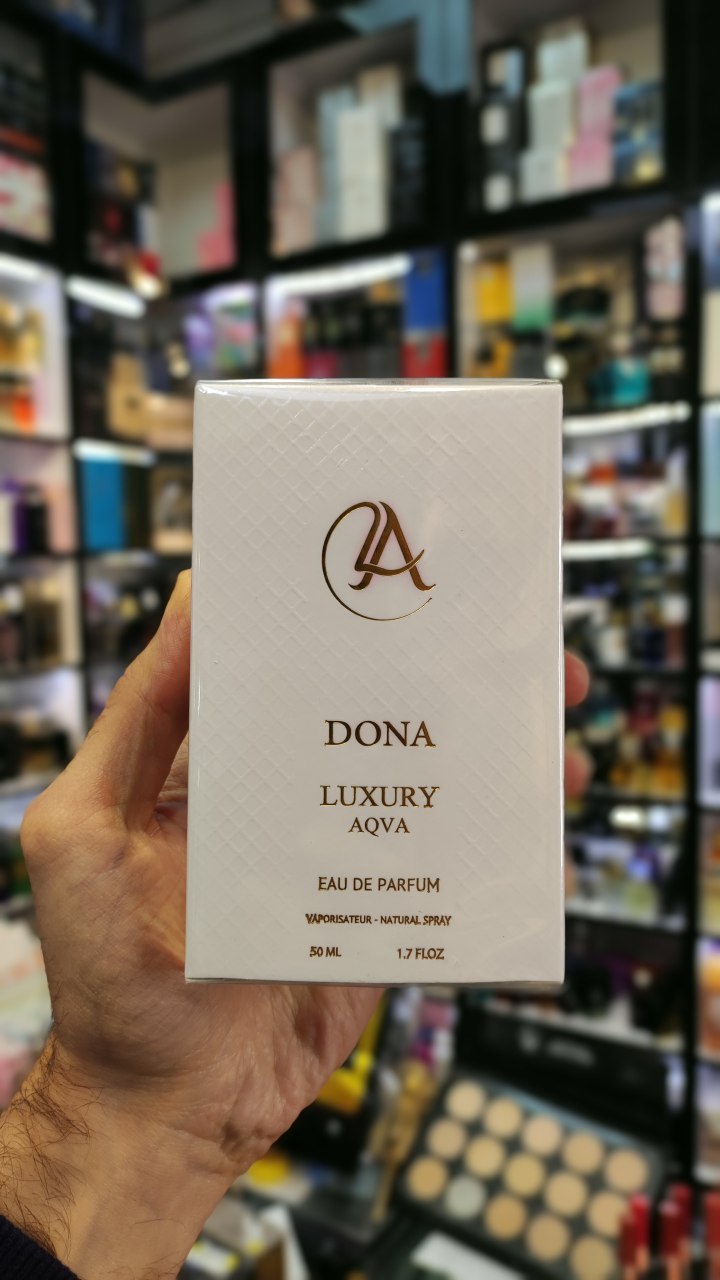 DONA
LUXURY
AQVA
EAU DE PARFUM
VAPORISATEUR - NATURAL SPRAY
50 ML 1.7 FLOZ